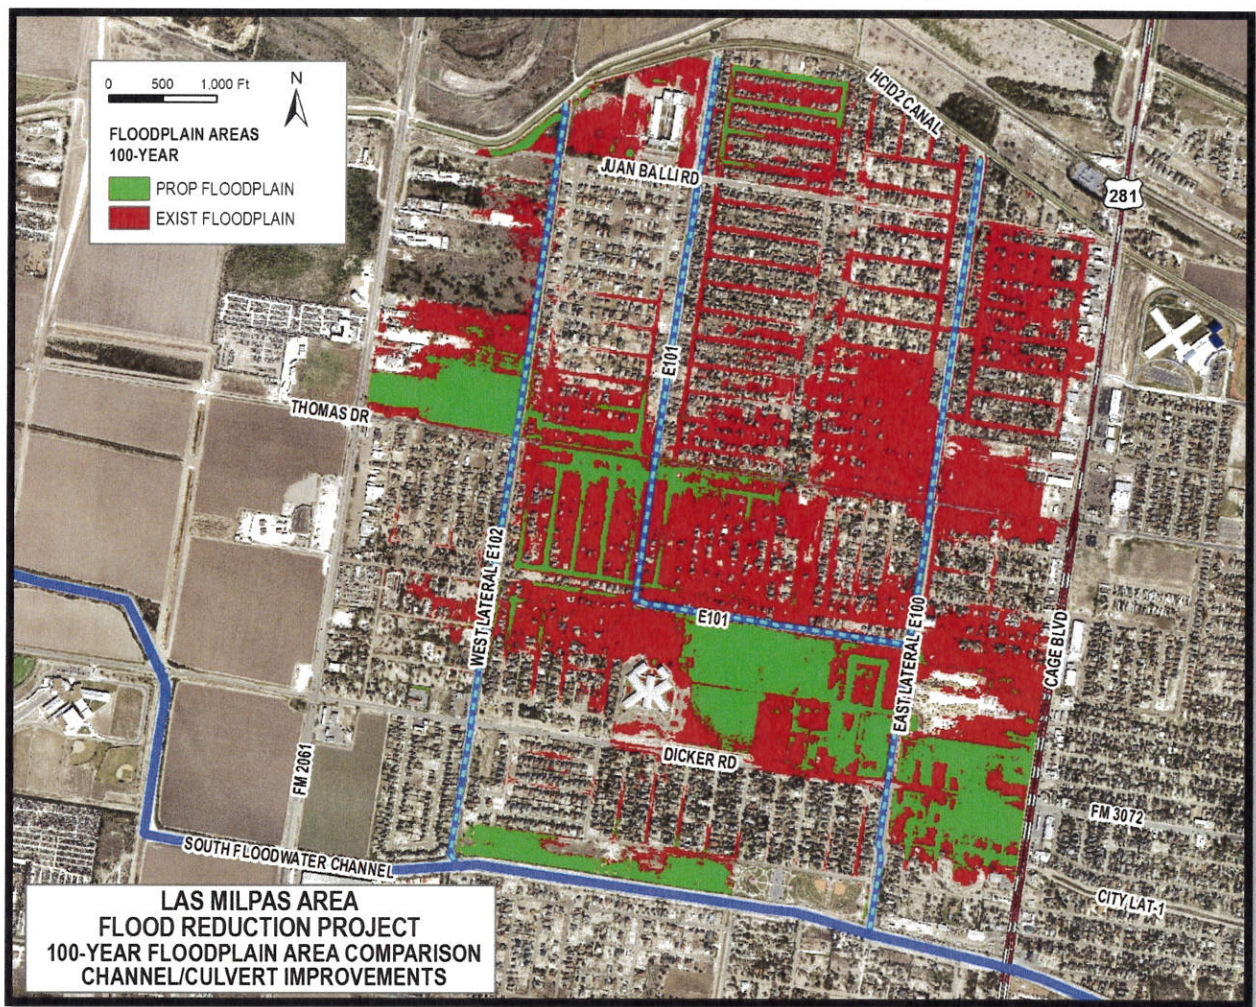 0 500 1,000 Ft
N
FLOODPLAIN AREAS
100-YEAR
PROP FLOODPLAIN
EXIST FLOODPLAIN
HCID2 CANAL
JUAN BALLI RD
281
E101
THOMAS DR
WEST LATERAL E102
E101
EAST LATERAL E100
CAGE BLVD
FM 2061
DICKER RD
FM 3072
SOUTH FLOODWATER CHANNEL
CITY LAT-1
LAS MILPAS AREA
FLOOD REDUCTION PROJECT
100-YEAR FLOODPLAIN AREA COMPARISON
CHANNEL/CULVERT IMPROVEMENTS